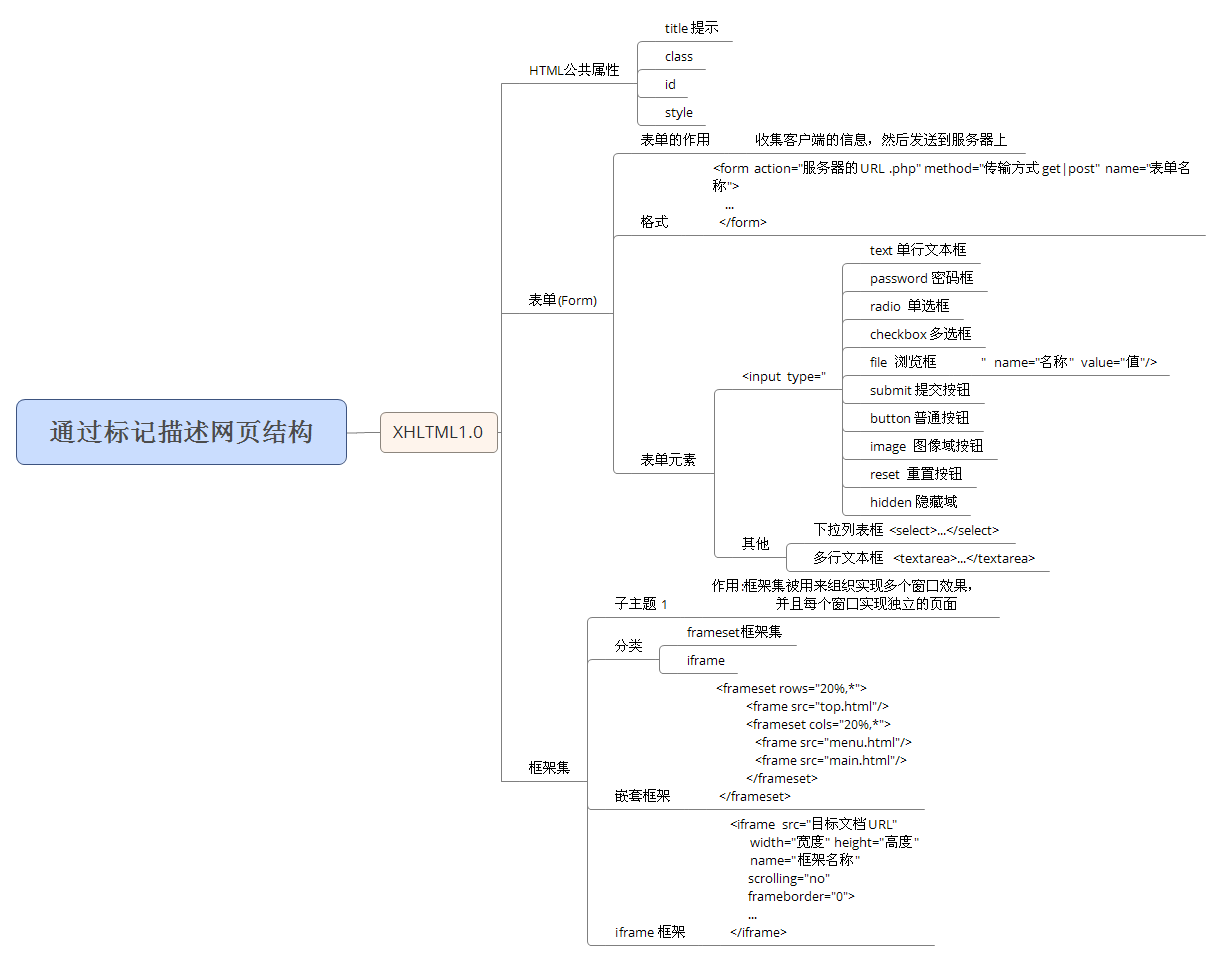 通过标记描述网页结构
XHLTML1.0
HTML公共属性
title 提示
class
id
style
表单(Form)
表单的作用
收集客户端的信息，然后发送到服务器上
格式
<form action="服务器的URL .php" method="传输方式 get|post" name="表单名
称">
...
</form>
表单元素
<input type="
text 单行文本框
password 密码框
radio 单选框
checkbox 多选框
file 浏览框
" name="名称" value="值"/>
submit 提交按钮
button 普通按钮
image 图像域按钮
reset 重置按钮
hidden 隐藏域
其他
下拉列表框 <select>...</select>
多行文本框 <textarea>...</textarea>
框架集
子主题 1
作用:框架集被用来组织实现多个窗口效果，
并且每个窗口实现独立的页面
分类
frameset框架集
iframe
嵌套框架
<frameset rows="20%,*">
<frame src="top.html"/>
<frameset cols="20%,*">
<frame src="menu.html"/>
<frame src="main.html"/>
</frameset>
</frameset>
iframe 框架
<iframe src="目标文档URL"
width="宽度" height="高度"
name="框架名称"
scrolling="no"
frameborder="0">
...
</iframe>